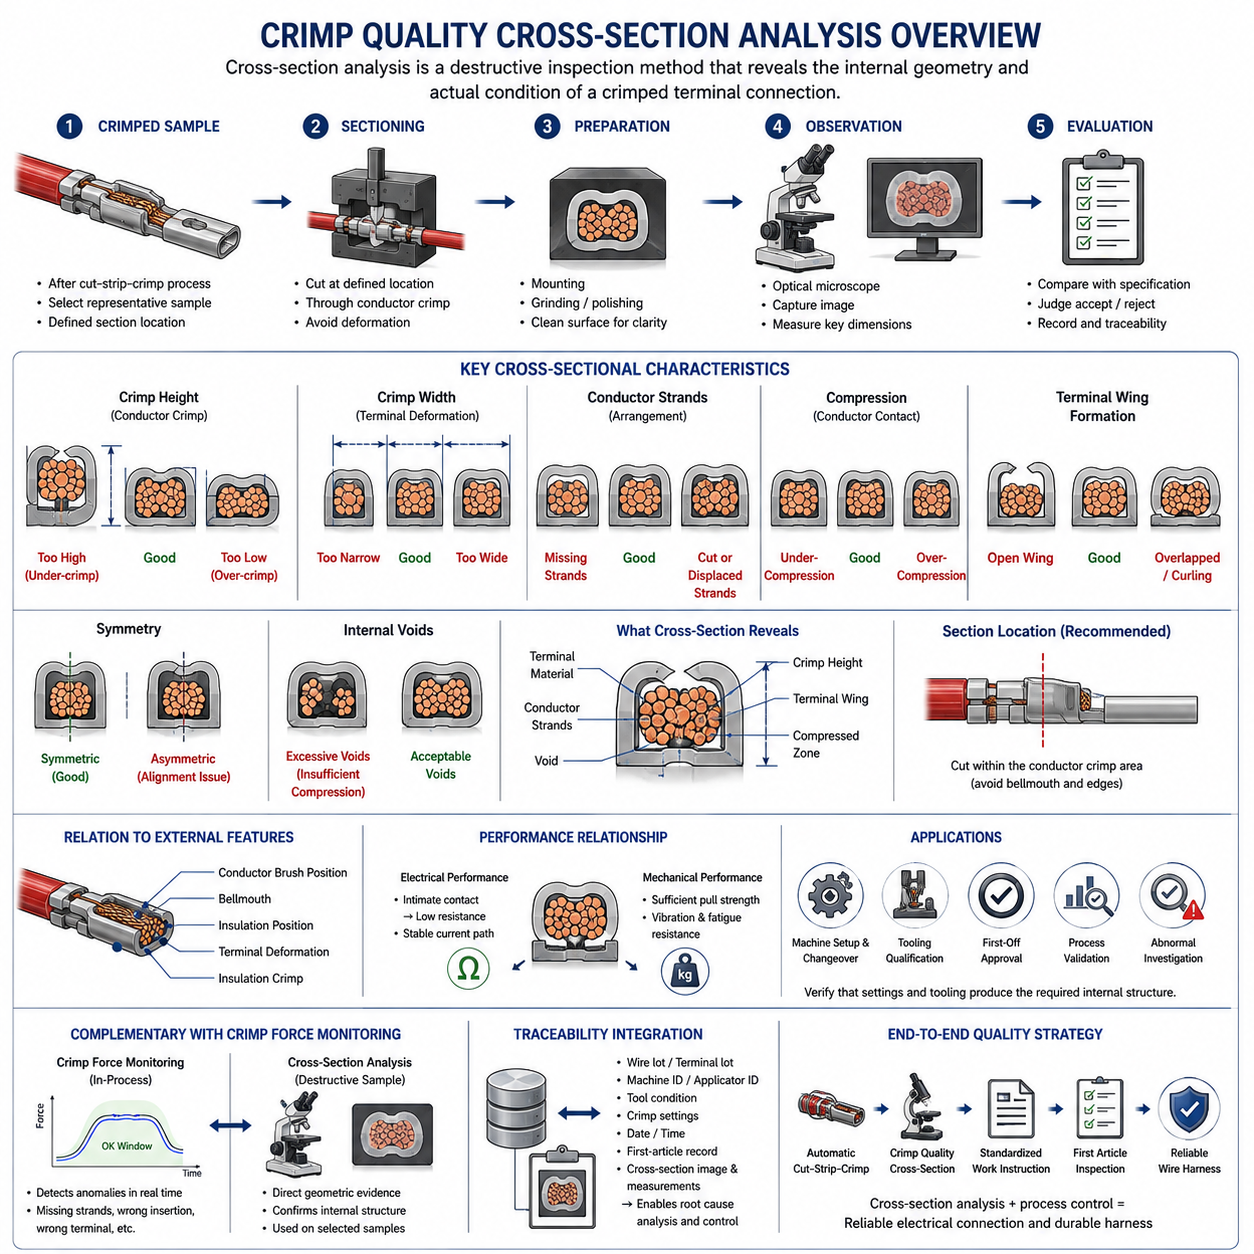 CRIMP QUALITY CROSS-SECTION ANALYSIS OVERVIEW
Cross-section analysis is a destructive inspection method that reveals the internal geometry and
actual condition of a crimped terminal connection.
1 CRIMPED SAMPLE
• After cut-strip-crimp process
• Select representative sample
• Defined section location
2 SECTIONING
• Cut at defined location
• Through conductor crimp
• Avoid deformation
3 PREPARATION
• Mounting
• Grinding / polishing
• Clean surface for clarity
4 OBSERVATION
• Optical microscope
• Capture image
• Measure key dimensions
5 EVALUATION
• Compare with specification
• Judge accept / reject
• Record and traceability
KEY CROSS-SECTIONAL CHARACTERISTICS
Crimp Height
(Conductor Crimp)
Too High
(Under-crimp)
Good
Too Low
(Over-crimp)
Crimp Width
(Terminal Deformation)
Too Narrow
Good
Too Wide
Conductor Strands
(Arrangement)
Missing
Strands
Good
Cut or
Displaced
Strands
Compression
(Conductor Contact)
Under-
Compression
Good
Over-
Compression
Terminal Wing
Formation
Open Wing
Good
Overlapped
/ Curling
Symmetry
Symmetric
(Good)
Asymmetric
(Alignment Issue)
Internal Voids
Excessive Voids
(Insufficient
Compression)
Acceptable
Voids
What Cross-Section Reveals
Terminal
Material
Conductor
Strands
Void
Crimp Height
Terminal Wing
Compressed
Zone
Section Location (Recommended)
Cut within the conductor crimp area
(avoid bellmouth and edges)
RELATION TO EXTERNAL FEATURES
Conductor Brush Position
Bellmouth
Insulation Position
Terminal Deformation
Insulation Crimp
PERFORMANCE RELATIONSHIP
Electrical Performance
• Intimate contact
→ Low resistance
• Stable current path
Ω
Mechanical Performance
• Sufficient pull strength
• Vibration & fatigue
resistance
kg
APPLICATIONS
Machine Setup &
Changeover
Tooling
Qualification
First-Off
Approval
Process
Validation
Abnormal
Investigation
Verify that settings and tooling produce the required internal structure.
COMPLEMENTARY WITH CRIMP FORCE MONITORING
Crimp Force Monitoring
(In-Process)
Force
OK Window
Time
• Detects anomalies in real time
• Missing strands, wrong insertion,
wrong terminal, etc.
Cross-Section Analysis
(Destructive Sample)
• Direct geometric evidence
• Confirms internal structure
• Used on selected samples
TRACEABILITY INTEGRATION
• Wire lot / Terminal lot
• Machine ID / Applicator ID
• Tool condition
• Crimp settings
• Date / Time
• First-article record
• Cross-section image &
measurements
→ Enables root cause
analysis and control
END-TO-END QUALITY STRATEGY
Automatic
Cut-Strip-Crimp
Crimp Quality
Cross-Section
Standardized
Work Instruction
First Article
Inspection
Reliable
Wire Harness
Cross-section analysis + process control =
Reliable electrical connection and durable harness